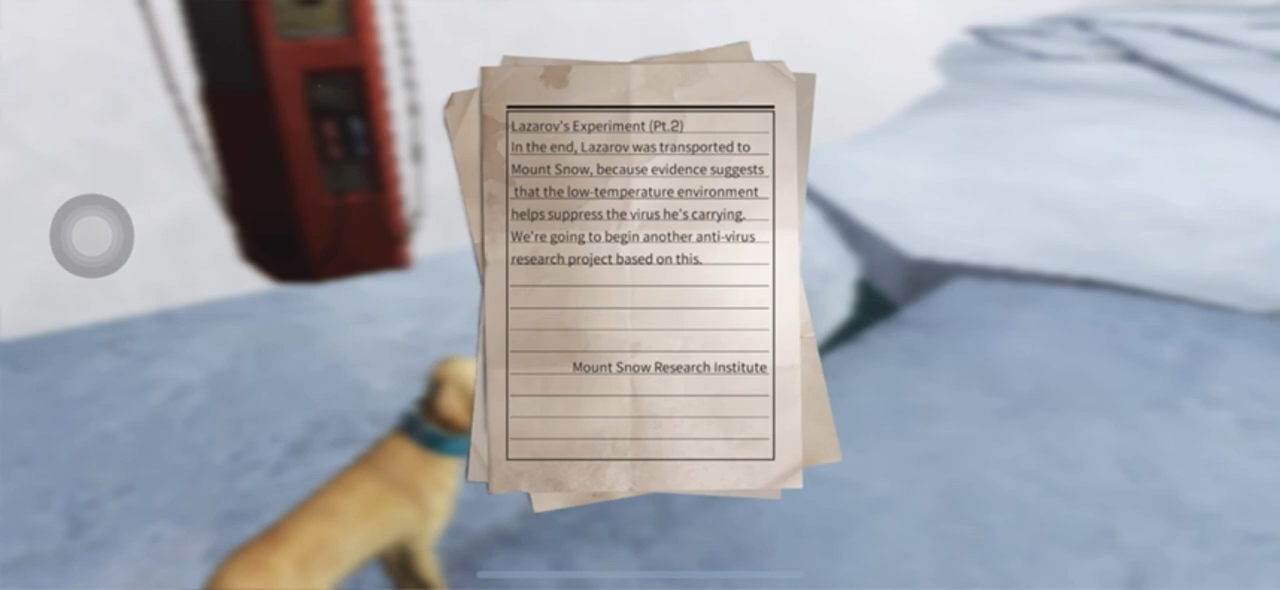 Lazarov's Experiment (Pt.2)
In the end, Lazarov was transported to
Mount Snow, because evidence suggests
that the low-temperature environment
helps suppress the virus he's carrying.
We're going to begin another anti-virus
research project based on this.
Mount Snow Research Institute